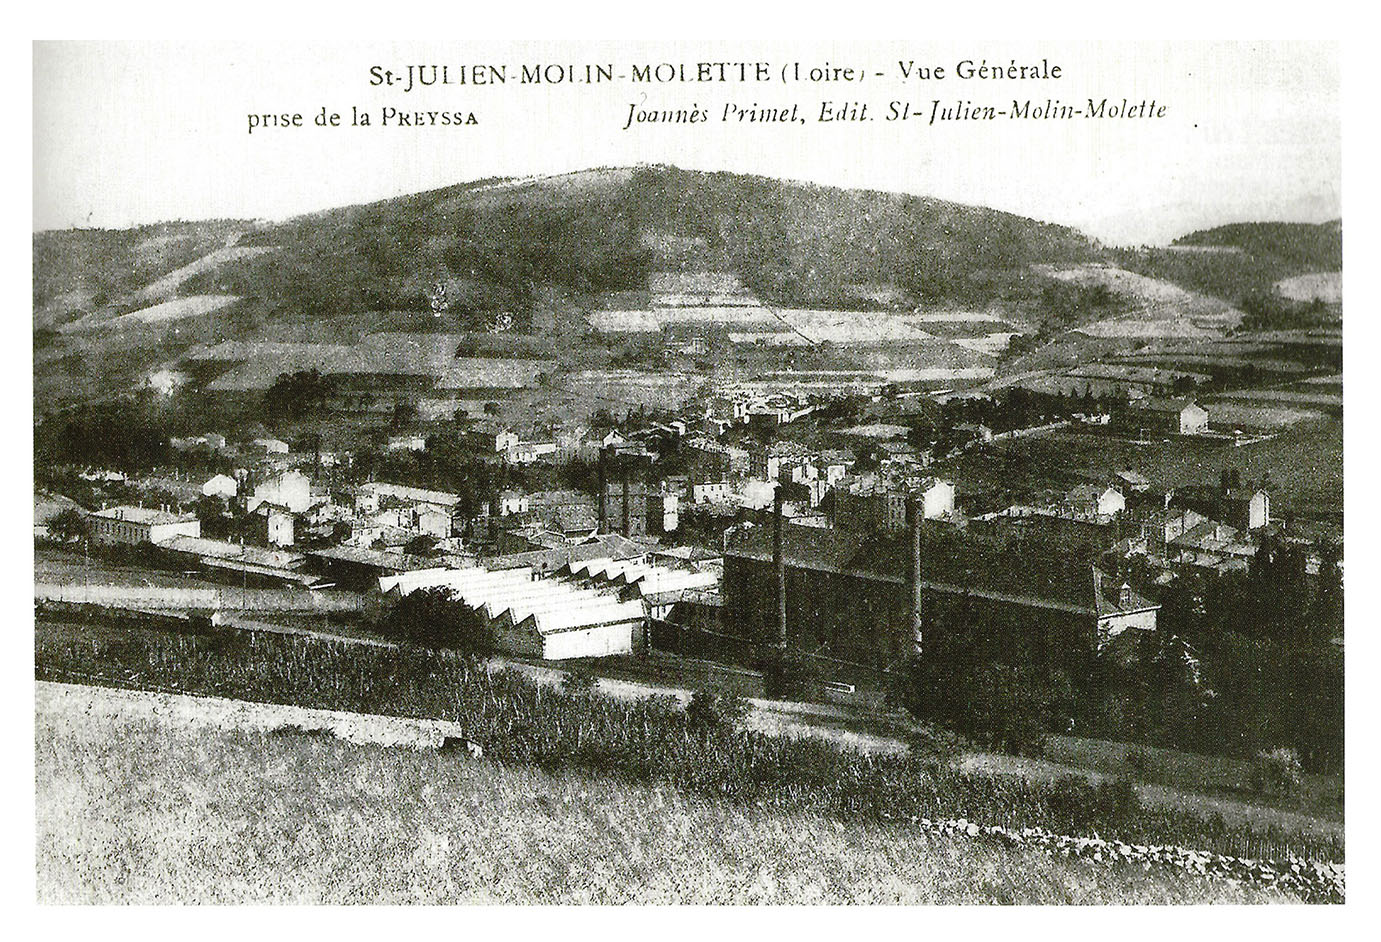 St-JULIEN-MOLIN-MOLETTE (Loire) - Vue Générale
prise de la PREYSSA Joannès Primet, Edit. St-Julien-Molin-Molette